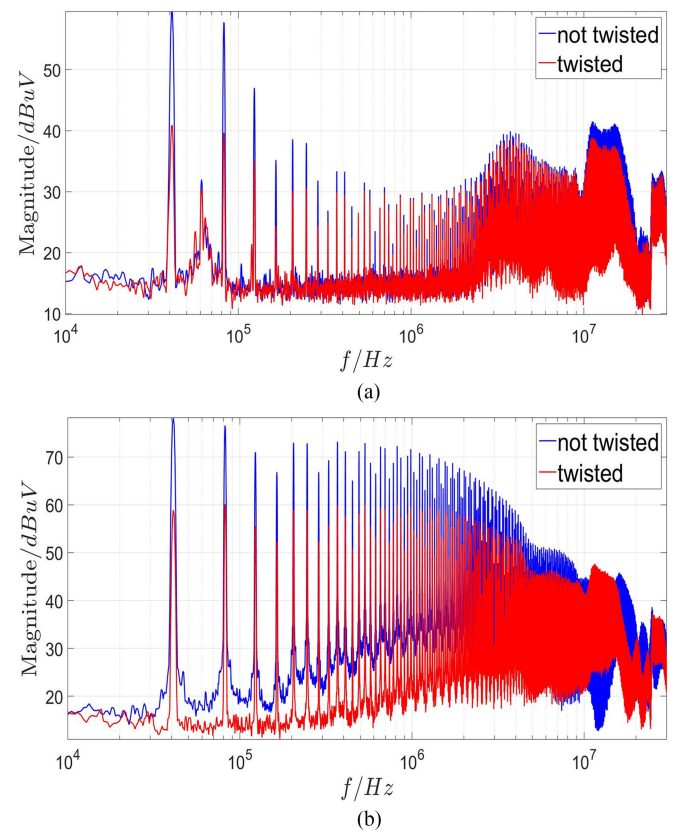 not twisted
twisted
Magnitude/dBuV
50
40
30
20
10
10^4 10^5 10^6 10^7
f/Hz
(a)
not twisted
twisted
Magnitude/dBuV
70
60
50
40
30
20
10^4 10^5 10^6 10^7
f/Hz
(b)